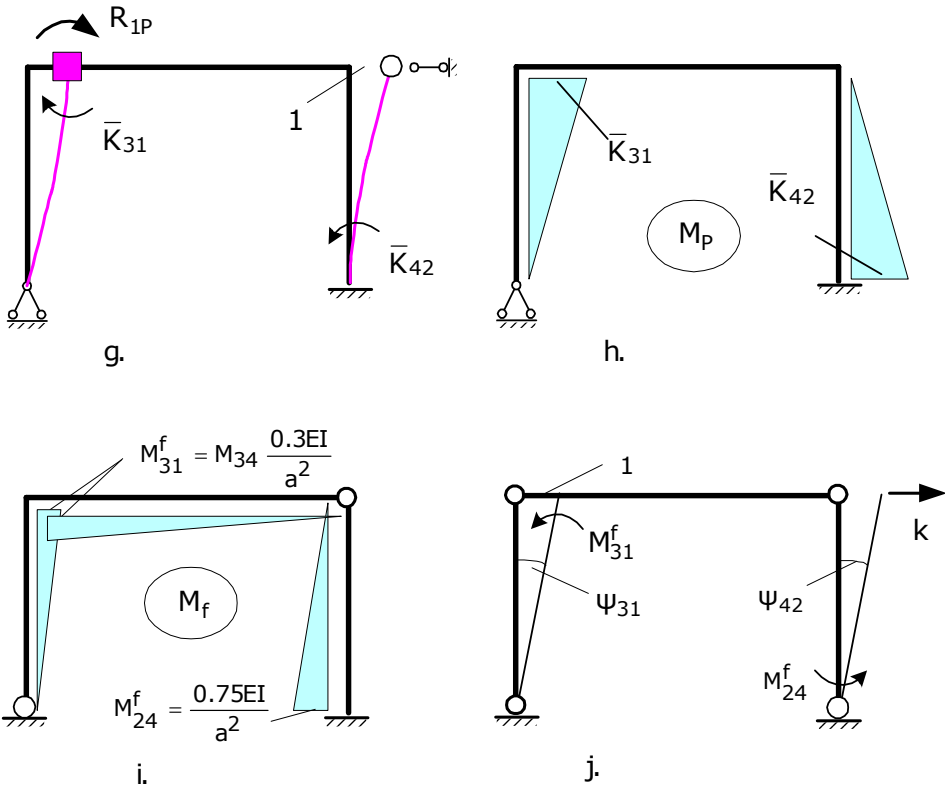 R1P
K̅31
1
K̅42
g.
K̅31
K̅42
MP
h.
M^f_31 = M34 0.3EI/a²
Mf
M^f_24 = 0.75EI/a²
i.
1
k
M^f_31
ψ31
ψ42
M^f_24
j.